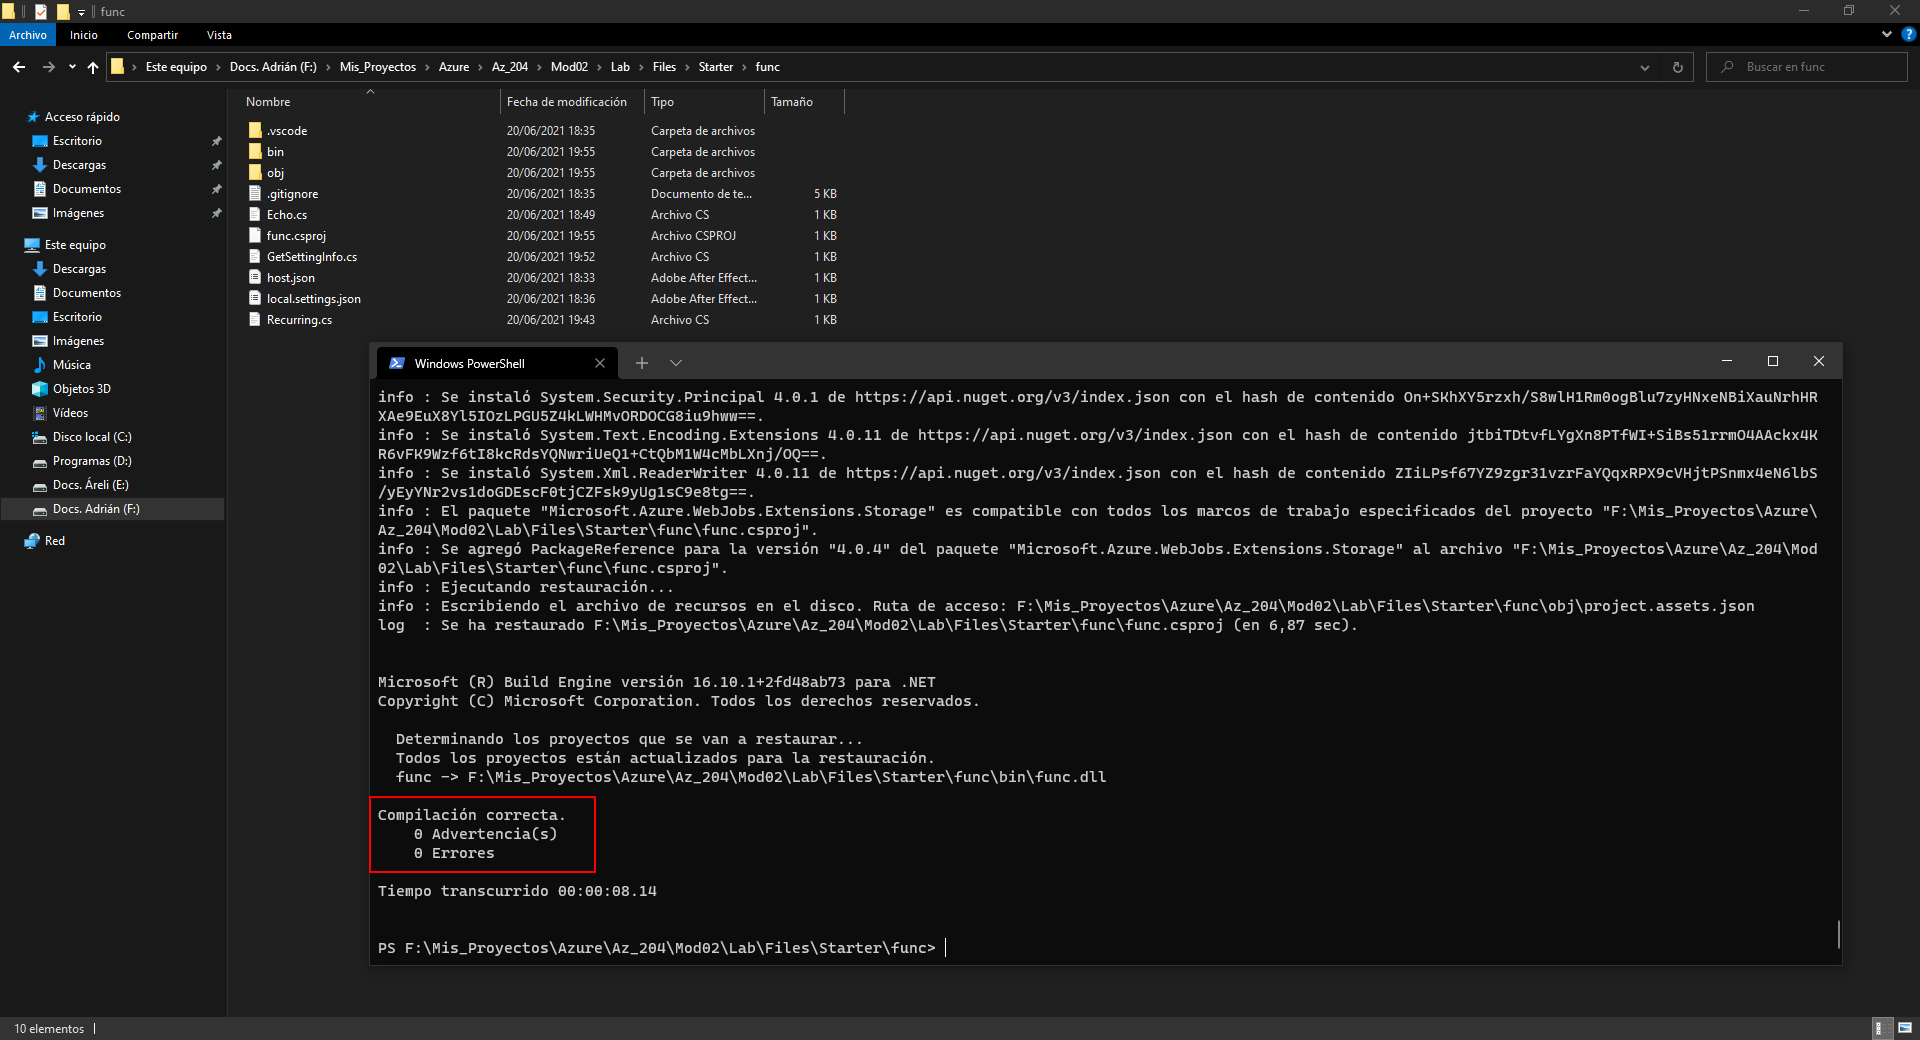 func
Archivo Inicio Compartir Vista
Este equipo > Docs. Adrián (F:) > Mis_Proyectos > Azure > Az_204 > Mod02 > Lab > Files > Starter > func
Buscar en func
Acceso rápido
Escritorio
Descargas
Documentos
Imágenes
Este equipo
Descargas
Documentos
Escritorio
Imágenes
Música
Objetos 3D
Vídeos
Disco local (C:)
Programas (D:)
Docs. Áreli (E:)
Docs. Adrián (F:)
Red
Nombre Fecha de modificación Tipo Tamaño
.vscode 20/06/2021 18:35 Carpeta de archivos
bin 20/06/2021 19:55 Carpeta de archivos
obj 20/06/2021 19:55 Carpeta de archivos
.gitignore 20/06/2021 18:35 Documento de te... 5 KB
Echo.cs 20/06/2021 18:49 Archivo CS 1 KB
func.csproj 20/06/2021 19:55 Archivo CSPROJ 1 KB
GetSettingInfo.cs 20/06/2021 19:52 Archivo CS 1 KB
host.json 20/06/2021 18:33 Adobe After Effect... 1 KB
local.settings.json 20/06/2021 18:36 Adobe After Effect... 1 KB
Recurring.cs 20/06/2021 19:43 Archivo CS 1 KB
Windows PowerShell
info : Se instaló System.Security.Principal 4.0.1 de https://api.nuget.org/v3/index.json con el hash de contenido On+SKhXY5rzxh/S8wlH1Rm0ogBlu7zyHNxeNBiXauNrhHR
XAe9EuX8Yl5IOzLPGU5Z4kLWHMvORDOCG8iu9hww==.
info : Se instaló System.Text.Encoding.Extensions 4.0.11 de https://api.nuget.org/v3/index.json con el hash de contenido jtbiTDtvfLYgXn8PTfWI+SiBs51rrmO4AAckx4K
R6vFK9Wzf6tI8kcRdsYQNwriUeQ1+CtQbM1W4cMbLXnj/OQ==.
info : Se instaló System.Xml.ReaderWriter 4.0.11 de https://api.nuget.org/v3/index.json con el hash de contenido ZIiLPsf67YZ9zgr31vzrFaYQqxRPX9cVHjtPSnmx4eN6lbS
/yEyYNr2vs1doGDEscF0tjCZFsk9yUg1sC9e8tg==.
info : El paquete "Microsoft.Azure.WebJobs.Extensions.Storage" es compatible con todos los marcos de trabajo especificados del proyecto "F:\Mis_Proyectos\Azure\
Az_204\Mod02\Lab\Files\Starter\func\func.csproj".
info : Se agregó PackageReference para la versión "4.0.4" del paquete "Microsoft.Azure.WebJobs.Extensions.Storage" al archivo "F:\Mis_Proyectos\Azure\Az_204\Mod
02\Lab\Files\Starter\func\func.csproj".
info : Ejecutando restauración...
info : Escribiendo el archivo de recursos en el disco. Ruta de acceso: F:\Mis_Proyectos\Azure\Az_204\Mod02\Lab\Files\Starter\func\obj\project.assets.json
log  : Se ha restaurado F:\Mis_Proyectos\Azure\Az_204\Mod02\Lab\Files\Starter\func\func.csproj (en 6,87 sec).
Microsoft (R) Build Engine versión 16.10.1+2fd48ab73 para .NET
Copyright (C) Microsoft Corporation. Todos los derechos reservados.
Determinando los proyectos que se van a restaurar...
Todos los proyectos están actualizados para la restauración.
func -> F:\Mis_Proyectos\Azure\Az_204\Mod02\Lab\Files\Starter\func\bin\func.dll
Compilación correcta.
0 Advertencia(s)
0 Errores
Tiempo transcurrido 00:00:08.14
PS F:\Mis_Proyectos\Azure\Az_204\Mod02\Lab\Files\Starter\func>
10 elementos